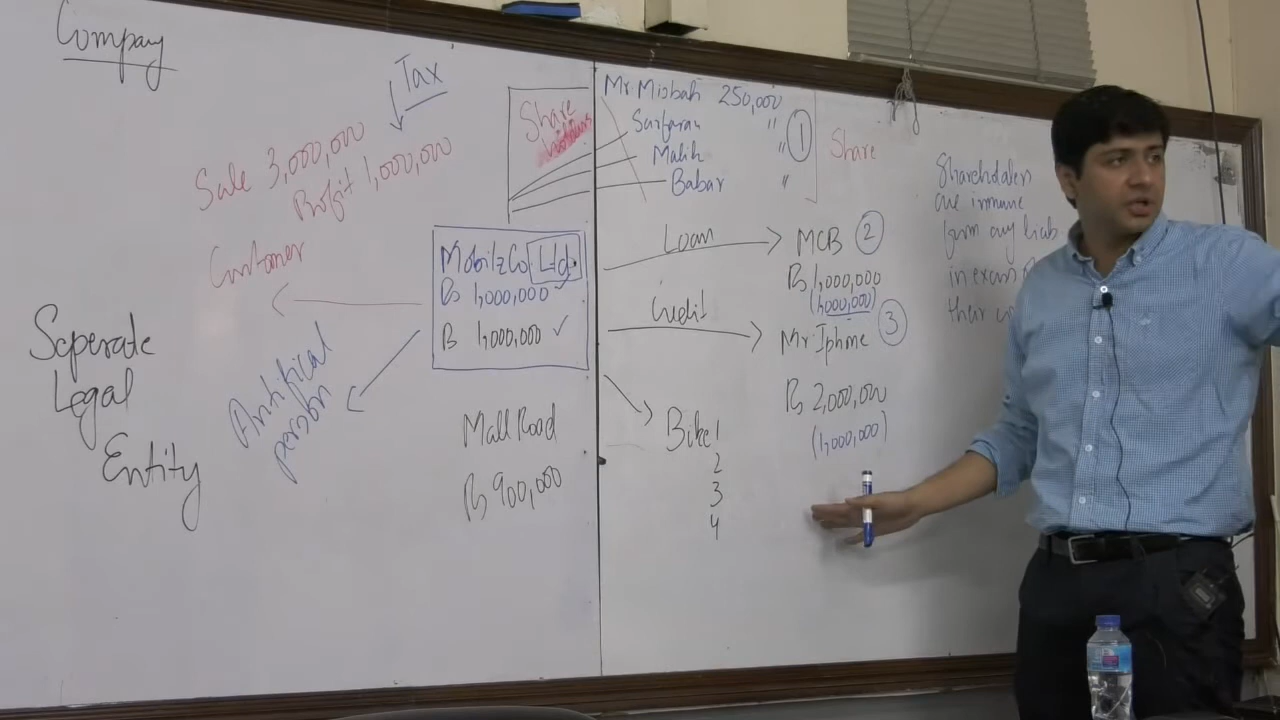 Company
Tax
Sale 3,000,000
Profit 1,000,000
Customer
Seperate
Legal
Entity
Artifical
person
Share
MobilzCo Ltd.
Rs 1,000,000 ✓
Rs 1,000,000 ✓
Mall Road
Rs 900,000
Mr. Misbah 250,000
Sarfaraz "
Malik "
Babar "
1
Share
Loan
MCB 2
Rs 1,000,000
(1,000,000)
Credit
Mr. Iphone 3
Rs 2,000,000
(1,000,000)
Bike 1
2
3
4
Shareholders
are immune
from any liab
in excess
their